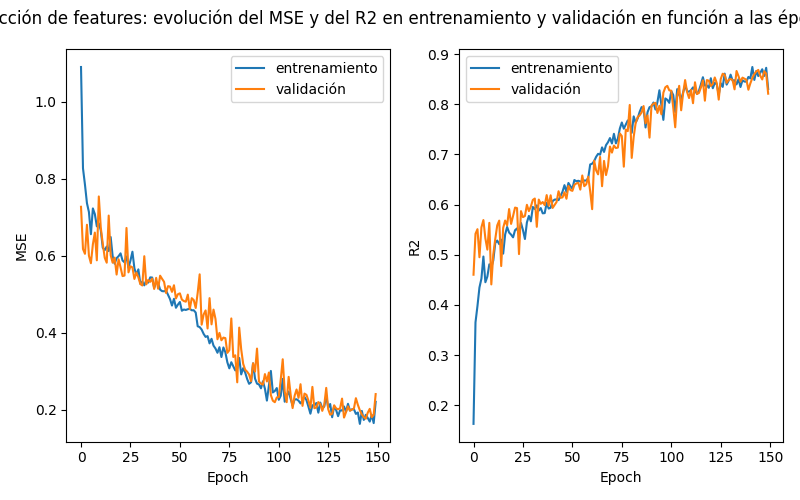 cción de features: evolución del MSE y del R2 en entrenamiento y validación en función a las épo
entrenamiento
validación
MSE
1.0
0.8
0.6
0.4
0.2
0 25 50 75 100 125 150
Epoch
entrenamiento
validación
R2
0.9
0.8
0.7
0.6
0.5
0.4
0.3
0.2
0 25 50 75 100 125 150
Epoch